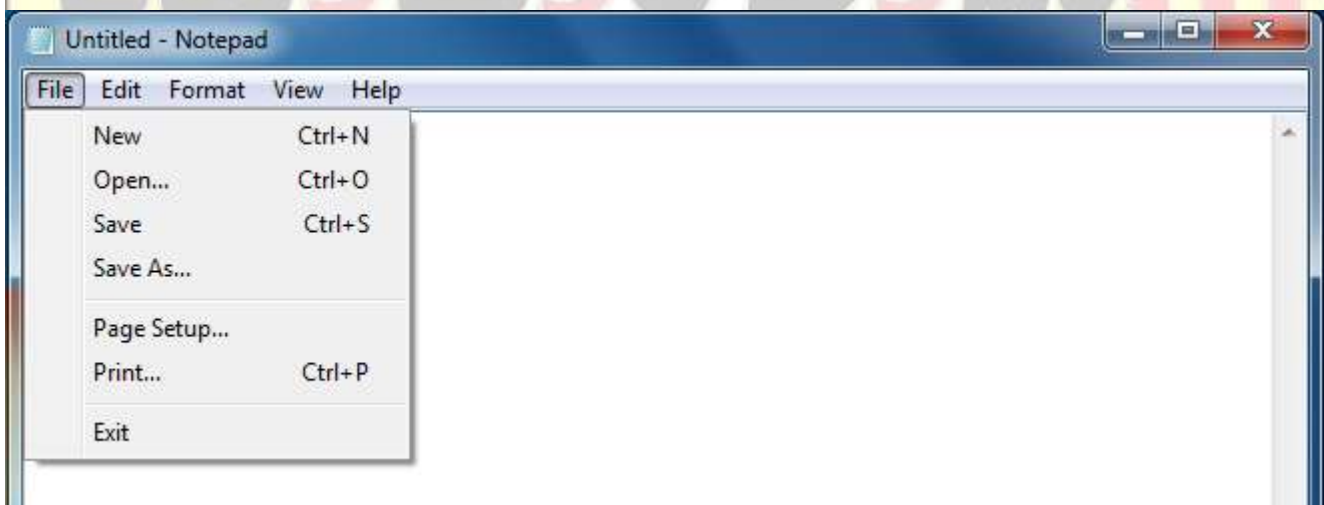 Untitled - Notepad
File Edit Format View Help
New Ctrl+N
Open... Ctrl+O
Save Ctrl+S
Save As...
Page Setup...
Print... Ctrl+P
Exit